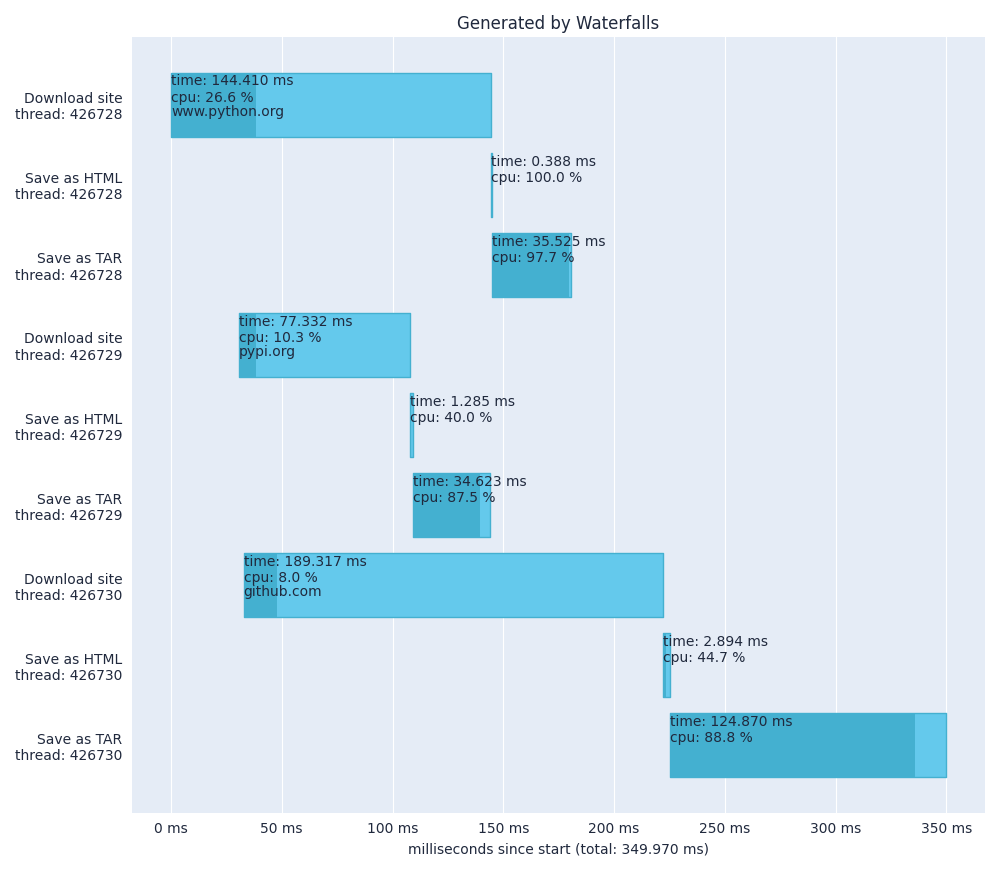 Generated by Waterfalls
Download site
thread: 426728
time: 144.410 ms
cpu: 26.6 %
www.python.org
Save as HTML
thread: 426728
time: 0.388 ms
cpu: 100.0 %
Save as TAR
thread: 426728
time: 35.525 ms
cpu: 97.7 %
Download site
thread: 426729
time: 77.332 ms
cpu: 10.3 %
pypi.org
Save as HTML
thread: 426729
time: 1.285 ms
cpu: 40.0 %
Save as TAR
thread: 426729
time: 34.623 ms
cpu: 87.5 %
Download site
thread: 426730
time: 189.317 ms
cpu: 8.0 %
github.com
Save as HTML
thread: 426730
time: 2.894 ms
cpu: 44.7 %
Save as TAR
thread: 426730
time: 124.870 ms
cpu: 88.8 %
0 ms 50 ms 100 ms 150 ms 200 ms 250 ms 300 ms 350 ms
milliseconds since start (total: 349.970 ms)